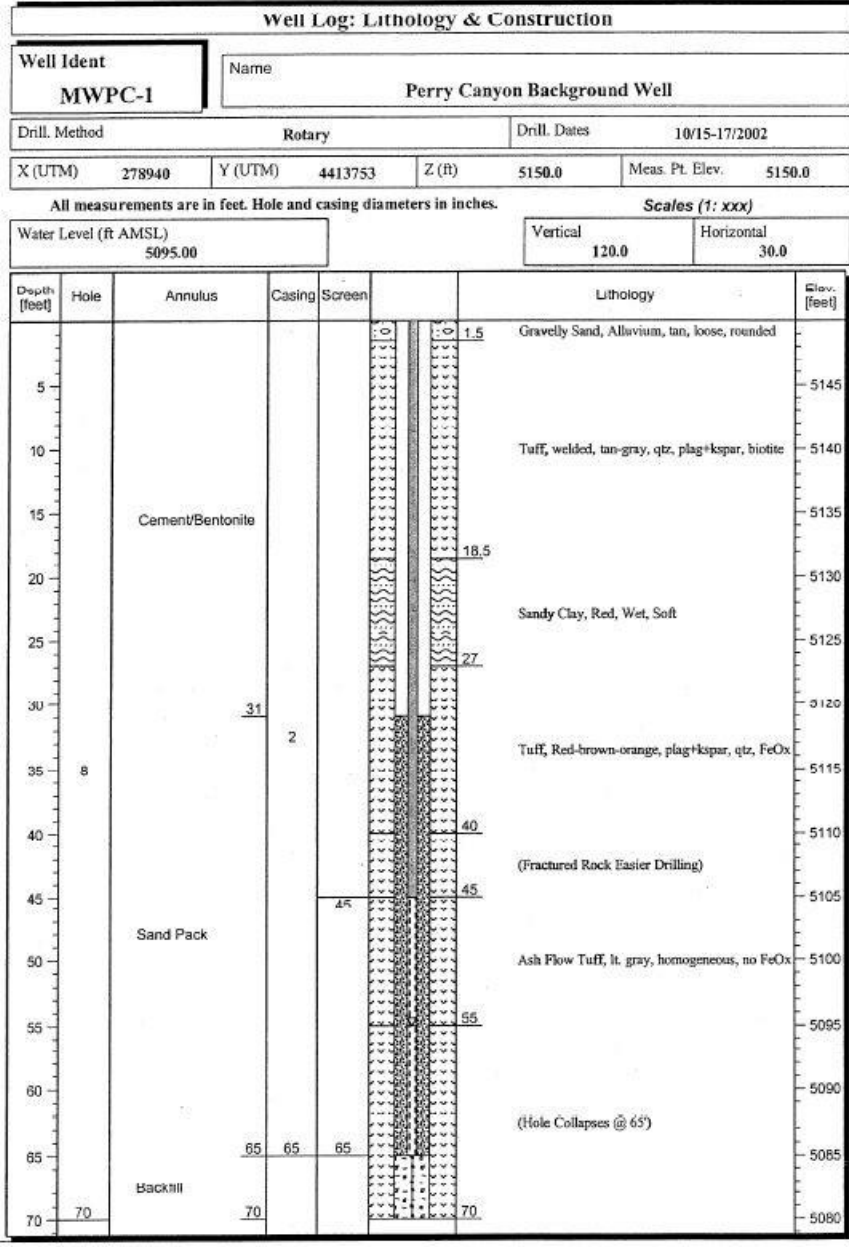 Well Log: Lithology & Construction
Well Ident
MWPC-1
Name
Perry Canyon Background Well
Drill. Method Rotary Drill. Dates 10/15-17/2002
X (UTM) 278940 Y (UTM) 4413753 Z (ft) 5150.0 Meas. Pt. Elev. 5150.0
All measurements are in feet. Hole and casing diameters in inches. Scales (1: xxx)
Water Level (ft AMSL) Vertical Horizontal
5095.00 120.0 30.0
Depth [feet] Hole Annulus Casing Screen Lithology Elev. [feet]
1.5 Gravelly Sand, Alluvium, tan, loose, rounded
5 5145
10 Tuff, welded, tan-gray, qtz, plag+kspar, biotite 5140
15 Cement/Bentonite 5135
18.5
20 5130
Sandy Clay, Red, Wet, Soft
25 5125
27
30 5120
31
2
Tuff, Red-brown-orange, plag+kspar, qtz, FeOx
35 8 5115
40 40 5110
(Fractured Rock Easier Drilling)
45 45 5105
45
Sand Pack
50 Ash Flow Tuff, lt. gray, homogeneous, no FeOx 5100
55 55 5095
60 5090
(Hole Collapses @ 65')
65 65 65 65 5085
Backfill
70 70 70 70 5080